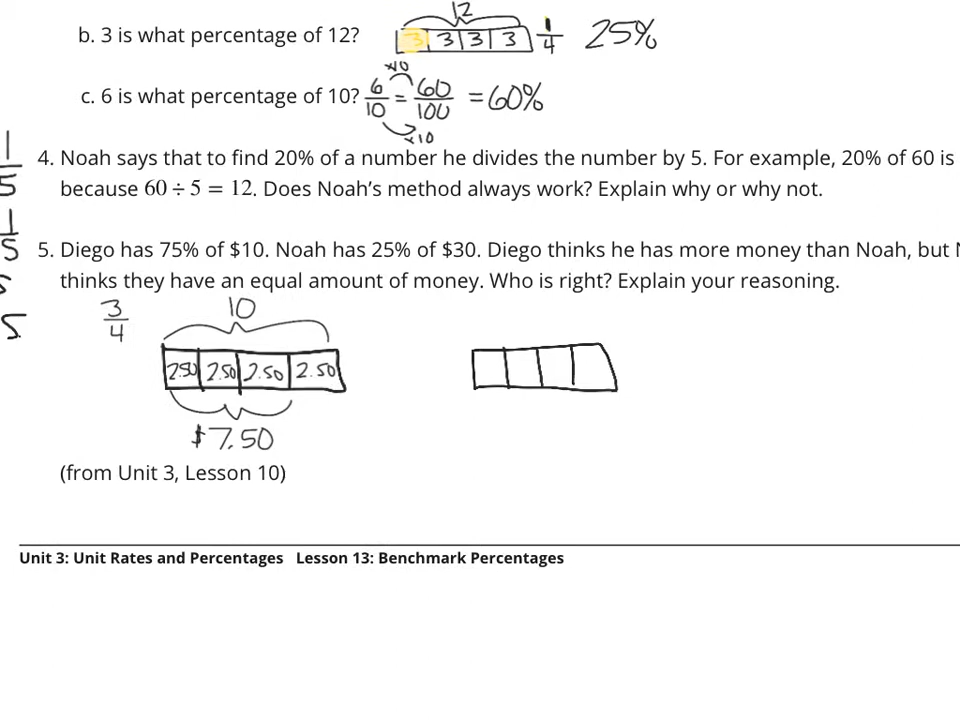 12
b. 3 is what percentage of 12? 3 3 3 3 1/4 25%
×10
c. 6 is what percentage of 10? 6/10 = 60/100 = 60%
×10
1/5
4. Noah says that to find 20% of a number he divides the number by 5. For example, 20% of 60 is
because 60 ÷ 5 = 12. Does Noah's method always work? Explain why or why not.
1/5
5. Diego has 75% of $10. Noah has 25% of $30. Diego thinks he has more money than Noah, but
thinks they have an equal amount of money. Who is right? Explain your reasoning.
5
3/4 10
2.50 2.50 2.50 2.50
$7.50
(from Unit 3, Lesson 10)
Unit 3: Unit Rates and Percentages Lesson 13: Benchmark Percentages